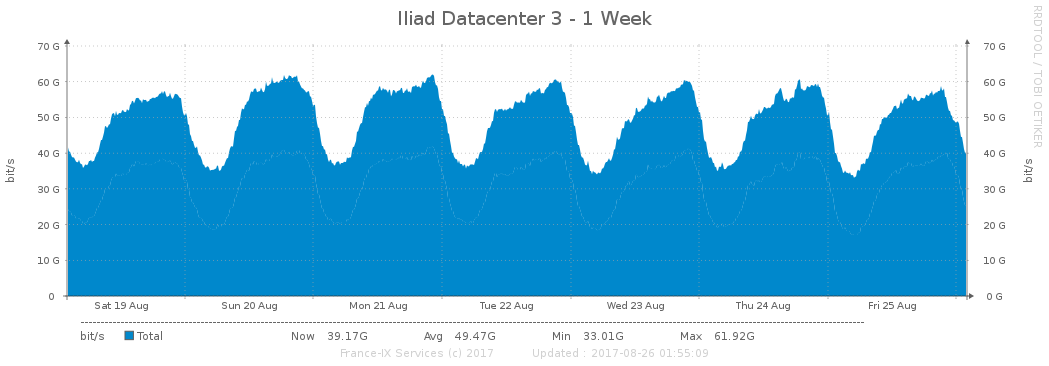 Iliad Datacenter 3 - 1 Week
RRDTOOL / TOBI OETIKER
70 G 70 G
60 G 60 G
50 G 50 G
40 G 40 G
30 G 30 G
20 G 20 G
10 G 10 G
0 0 G
bit/s
bit/s
Sat 19 Aug Sun 20 Aug Mon 21 Aug Tue 22 Aug Wed 23 Aug Thu 24 Aug Fri 25 Aug
bit/s Total Now 39.17G Avg 49.47G Min 33.01G Max 61.92G
France-IX Services (c) 2017 Updated : 2017-08-26 01:55:09